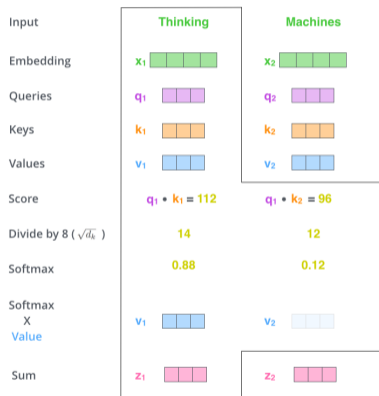 Input Thinking Machines
Embedding x₁ x₂
Queries q₁ q₂
Keys k₁ k₂
Values v₁ v₂
Score q₁ • k₁ = 112 q₁ • k₂ = 96
Divide by 8 ( √dₖ ) 14 12
Softmax 0.88 0.12
Softmax
X
Value v₁ v₂
Sum z₁ z₂